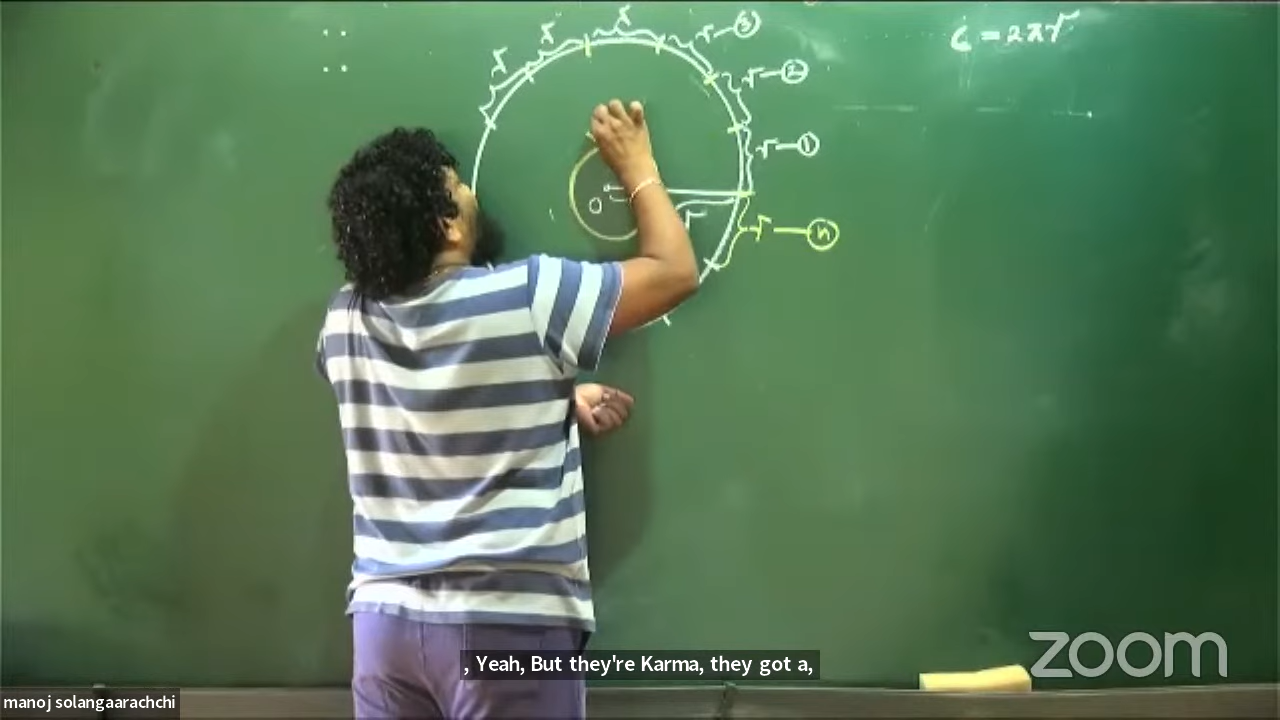 C = 2πr
r
r
r
r — 3
r — 2
r — 1
O
r
r — n
, Yeah, But they're Karma, they got a,
zoom
manoj solangaarachchi